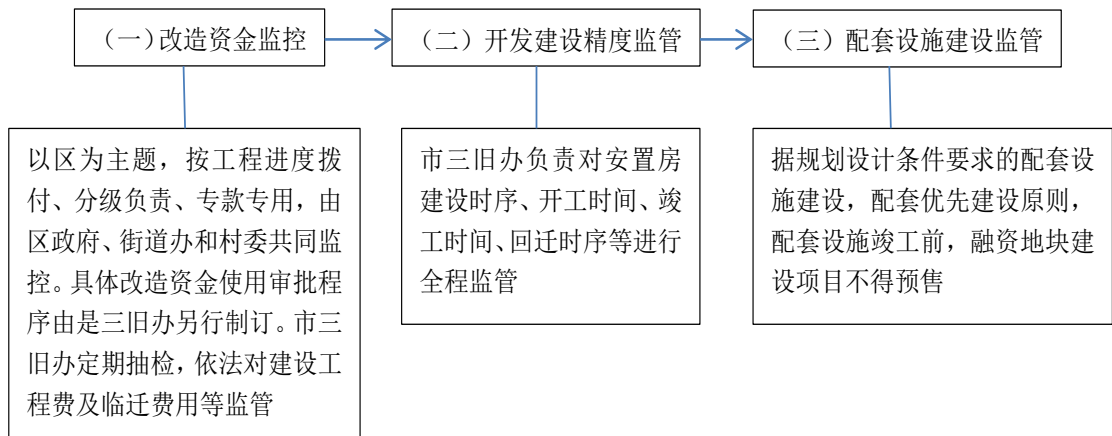 （一）改造资金监控
（二）开发建设精度监管
（三）配套设施建设监管
以区为主题，按工程进度拨
付、分级负责、专款专用，由
区政府、街道办和村委共同监
控。具体改造资金使用审批程
序由是三旧办另行制订。市三
旧办定期抽检，依法对建设工
程费及临迁费用等监管
市三旧办负责对安置房
建设时序、开工时间、竣
工时间、回迁时序等进行
全程监管
据规划设计条件要求的配套设
施建设，配套优先建设原则，
配套设施竣工前，融资地块建
设项目不得预售